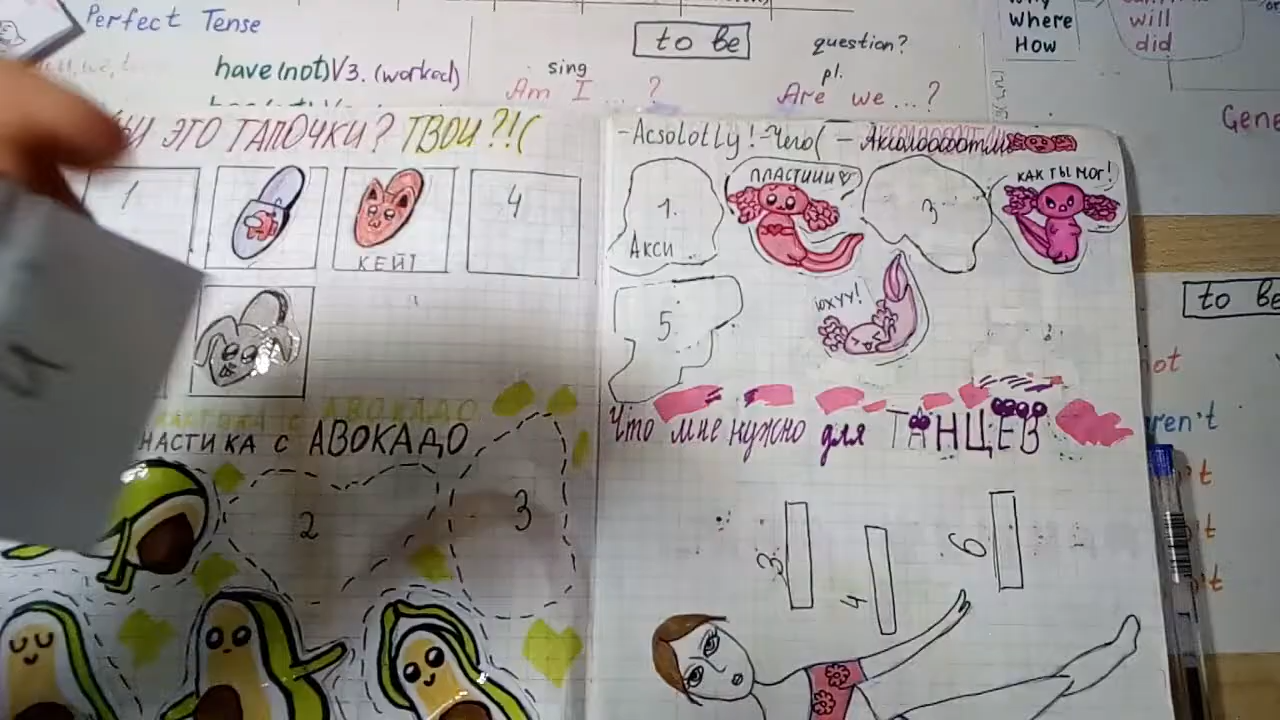 Perfect Tense
have (not) V3. (worked)
to be
question?
sing
pl.
Am I ... ?
Are we ... ?
Where
How
will
did
Gene
to be
not
ren't
't
't
't
ЭТО ТАПОЧКИ? ТВОИ?!(
1
КЕЙТ
4
НАСТИКА С АВОКАДО
2
3
-Acsolotly! -Чего( - АКСОЛОООООТЛИ
1.
Акси
ПЛАСТИИИ
3
КАК ТЫ МОГ!
5
ЮХУУ!
Что мне нужно для ТАНЦЕВ
3
4
6